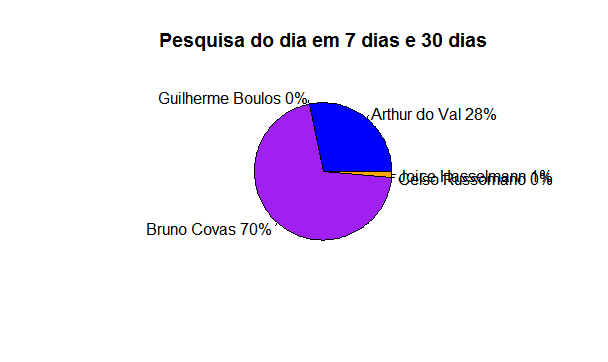 Pesquisa do dia em 7 dias e 30 dias
Guilherme Boulos 0%
Arthur do Val 28%
Joice Hasselmann 1%
Celso Russomano 0%
Bruno Covas 70%